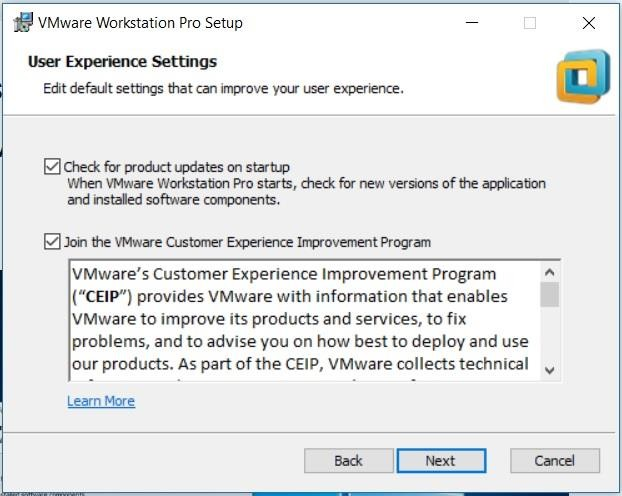 VMware Workstation Pro Setup
User Experience Settings
Edit default settings that can improve your user experience.
Check for product updates on startup
When VMware Workstation Pro starts, check for new versions of the application
and installed software components.
Join the VMware Customer Experience Improvement Program
VMware's Customer Experience Improvement Program
("CEIP") provides VMware with information that enables
VMware to improve its products and services, to fix
problems, and to advise you on how best to deploy and use
our products. As part of the CEIP, VMware collects technical
Learn More
Back
Next
Cancel